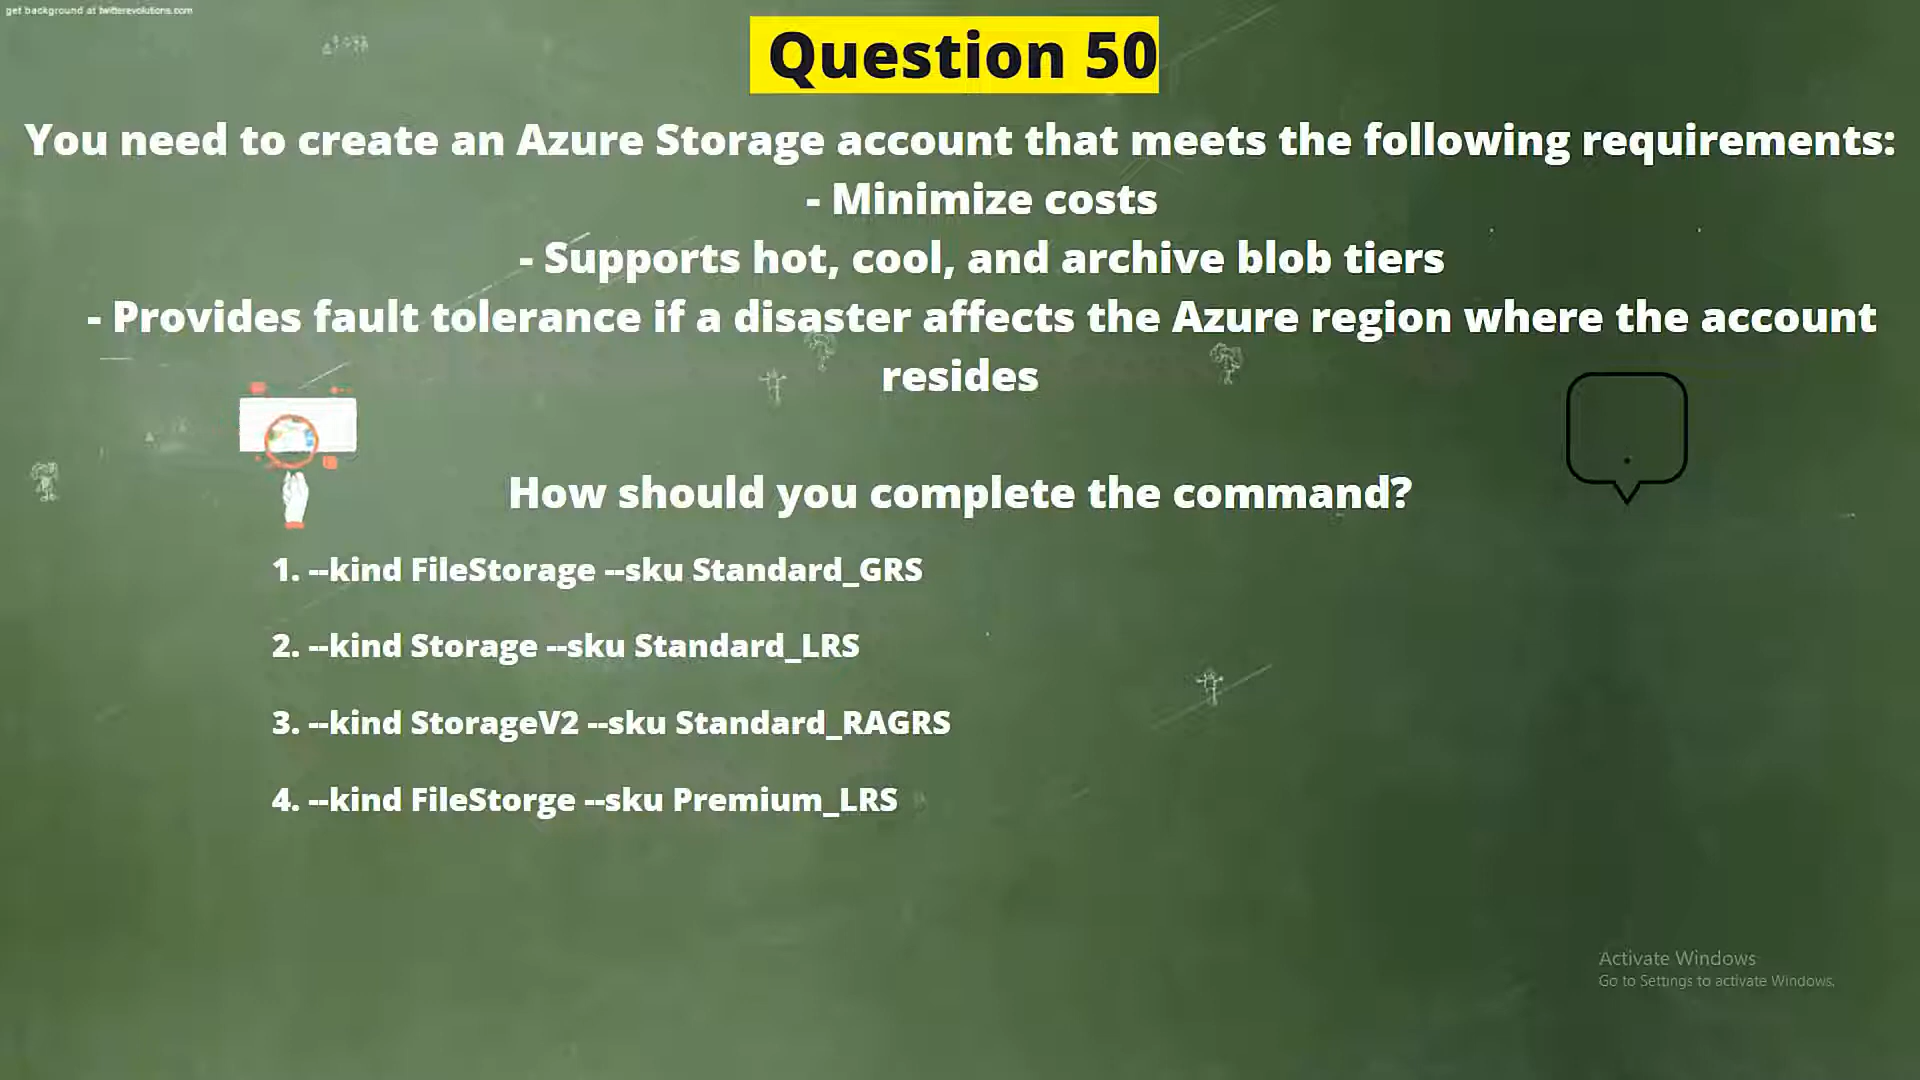 get background at twitterevolutions.com
Question 50
You need to create an Azure Storage account that meets the following requirements:
- Minimize costs
- Supports hot, cool, and archive blob tiers
- Provides fault tolerance if a disaster affects the Azure region where the account
resides
How should you complete the command?
1. --kind FileStorage --sku Standard_GRS
2. --kind Storage --sku Standard_LRS
3. --kind StorageV2 --sku Standard_RAGRS
4. --kind FileStorge --sku Premium_LRS
Activate Windows
Go to Settings to activate Windows.